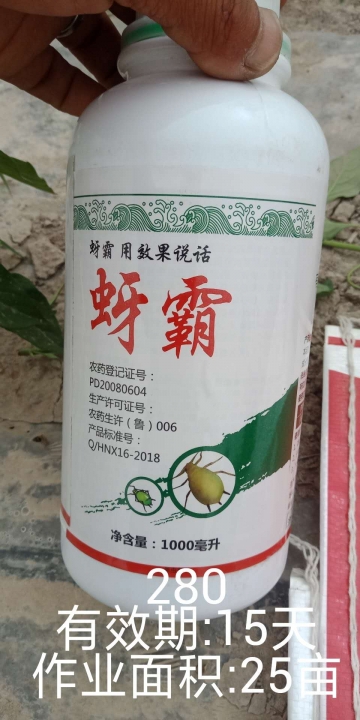 蚜霸 用效果说话
蚜霸
农药登记证号：
PD20080604
生产许可证号：
农药生许（鲁）006
产品标准号：
Q/HNX16-2018
净含量：1000毫升
280
有效期:15天
作业面积:25亩